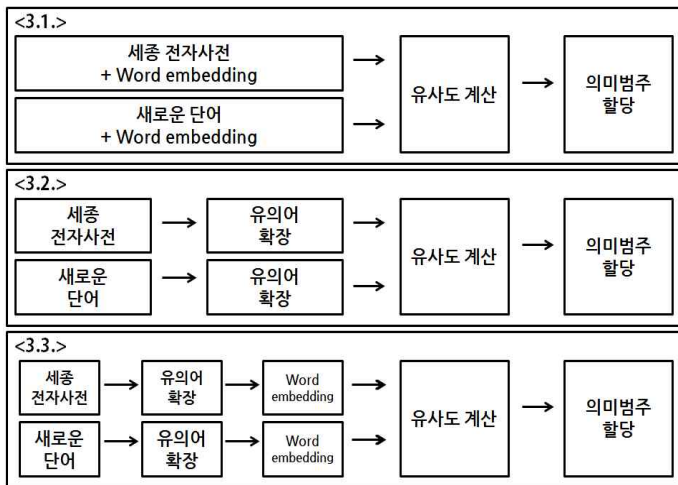 <3.1.>
세종 전자사전
+ Word embedding
새로운 단어
+ Word embedding
유사도 계산
의미범주
할당
<3.2.>
세종
전자사전
유의어
확장
새로운
단어
유의어
확장
유사도 계산
의미범주
할당
<3.3.>
세종
전자사전
유의어
확장
Word
embedding
새로운
단어
유의어
확장
Word
embedding
유사도 계산
의미범주
할당